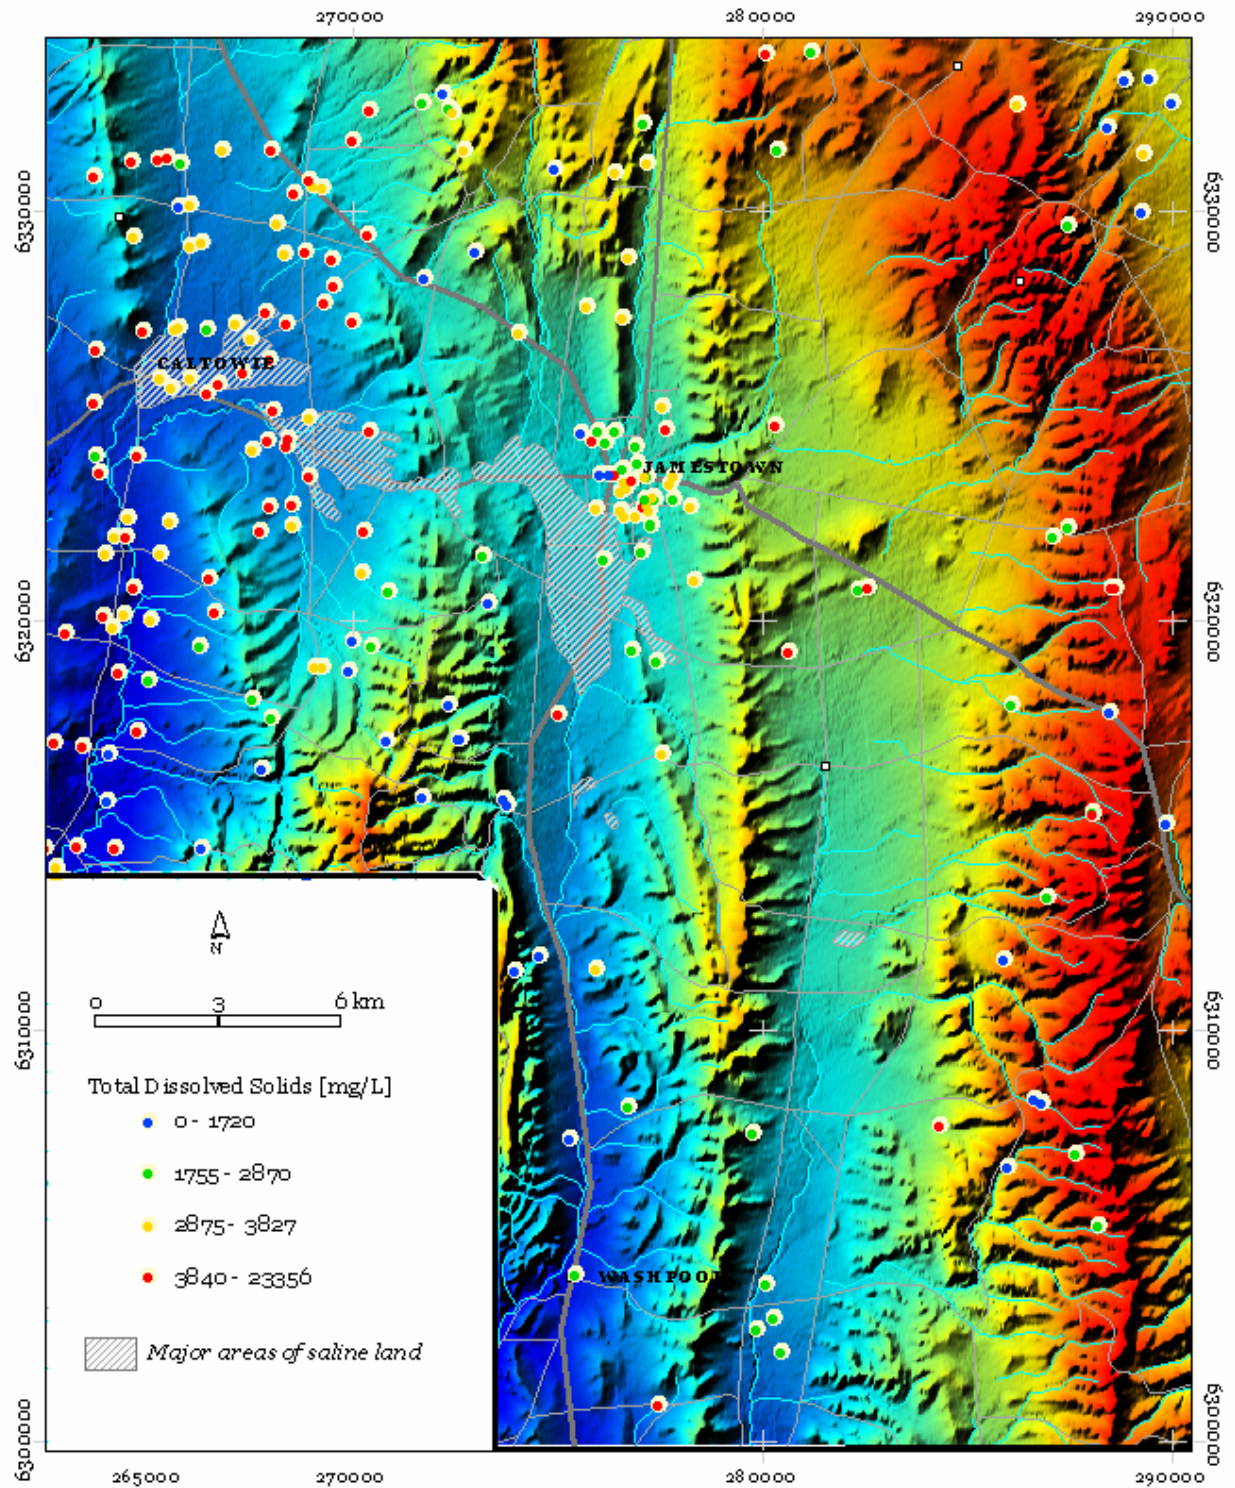 270000 280000 290000
6330000 6330000
CALTOWIE
JAMESTOWN
6320000 6320000
N
0 3 6 km
6310000 6310000
Total Dissolved Solids [mg/L]
0 - 1720
1755 - 2870
2875 - 3827
3840 - 23356
WASHPOOL
Major areas of saline land
6300000 6300000
265000 270000 280000 290000